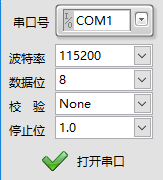 串口号 COM1
波特率 115200
数据位 8
校 验 None
停止位 1.0
打开串口